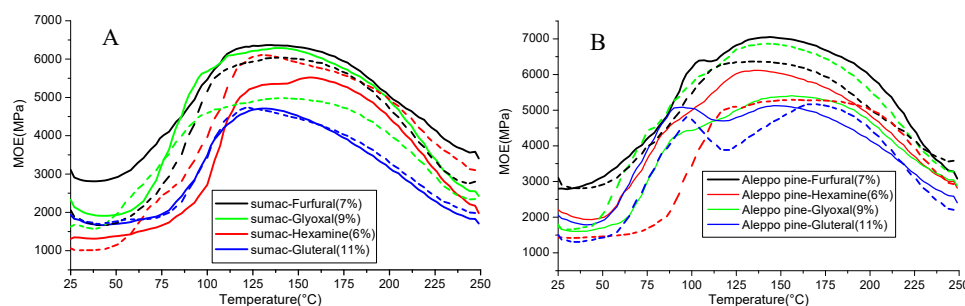 A
MOE(MPa)
7000
6000
5000
4000
3000
2000
1000
sumac-Furfural(7%)
sumac-Glyoxal(9%)
sumac-Hexamine(6%)
sumac-Gluteral(11%)
25 50 75 100 125 150 175 200 225 250
Temperature(°C)
B
MOE(MPa)
7000
6000
5000
4000
3000
2000
1000
Aleppo pine-Furfural(7%)
Aleppo pine-Hexamine(6%)
Aleppo pine-Glyoxal(9%)
Aleppo pine-Gluteral(11%)
25 50 75 100 125 150 175 200 225 250
Temperature(°C)